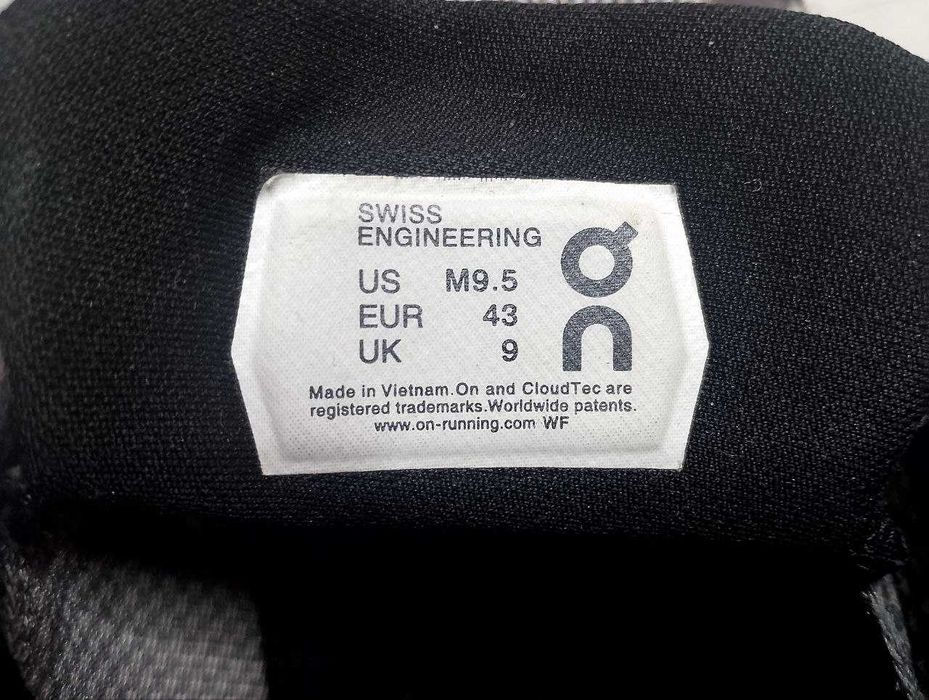 SWISS
ENGINEERING
US M9.5
EUR 43
UK 9
On
Made in Vietnam.On and CloudTec are
registered trademarks.Worldwide patents.
www.on-running.com WF